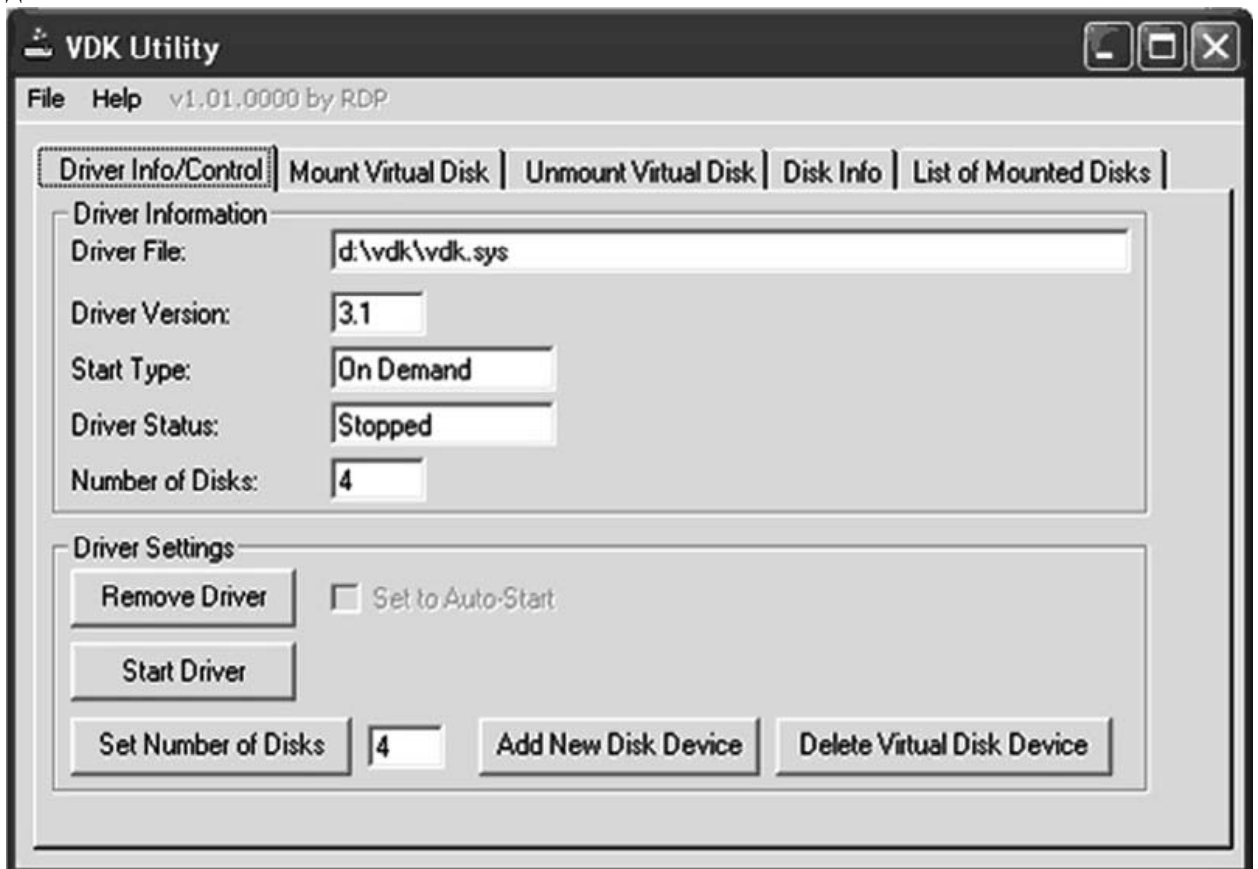 VDK Utility
File Help v1.01.0000 by RDP
Driver Info/Control Mount Virtual Disk Unmount Virtual Disk Disk Info List of Mounted Disks
Driver Information
Driver File: d:\vdk\vdk.sys
Driver Version: 3.1
Start Type: On Demand
Driver Status: Stopped
Number of Disks: 4
Driver Settings
Remove Driver Set to Auto-Start
Start Driver
Set Number of Disks 4 Add New Disk Device Delete Virtual Disk Device